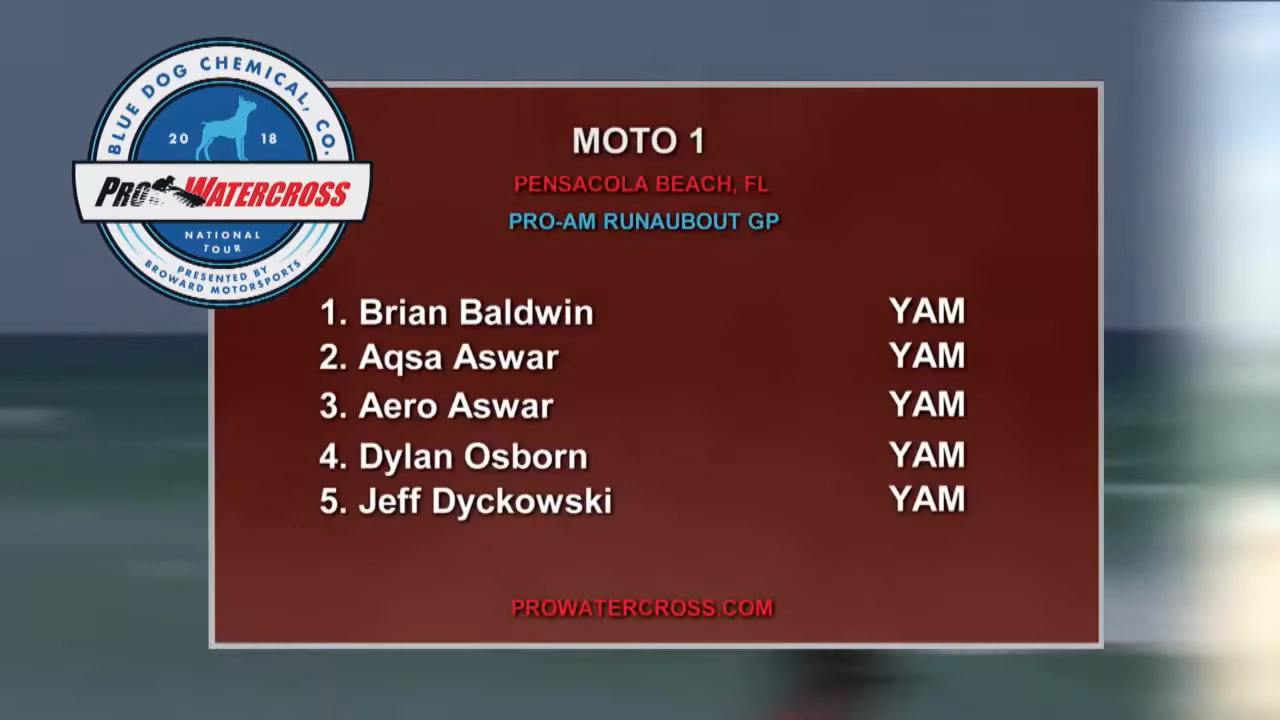 BLUE DOG CHEMICAL, CO.
20 18
PRO WATERCROSS
NATIONAL
TOUR
PRESENTED BY
BROWARD MOTORSPORTS
MOTO 1
PENSACOLA BEACH, FL
PRO-AM RUNAUBOUT GP
1. Brian Baldwin YAM
2. Aqsa Aswar YAM
3. Aero Aswar YAM
4. Dylan Osborn YAM
5. Jeff Dyckowski YAM
PROWATERCROSS.COM